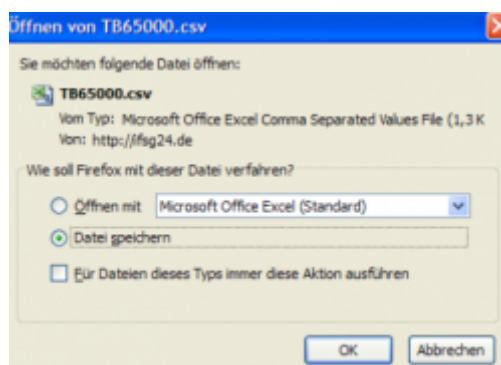 Öffnen von TB65000.csv
Sie möchten folgende Datei öffnen:
TB65000.csv
Vom Typ: Microsoft Office Excel Comma Separated Values File (1,3 K
Von: http://ifsg24.de
Wie soll Firefox mit dieser Datei verfahren?
Öffnen mit Microsoft Office Excel (Standard)
Datei speichern
Für Dateien dieses Typs immer diese Aktion ausführen
OK Abbrechen